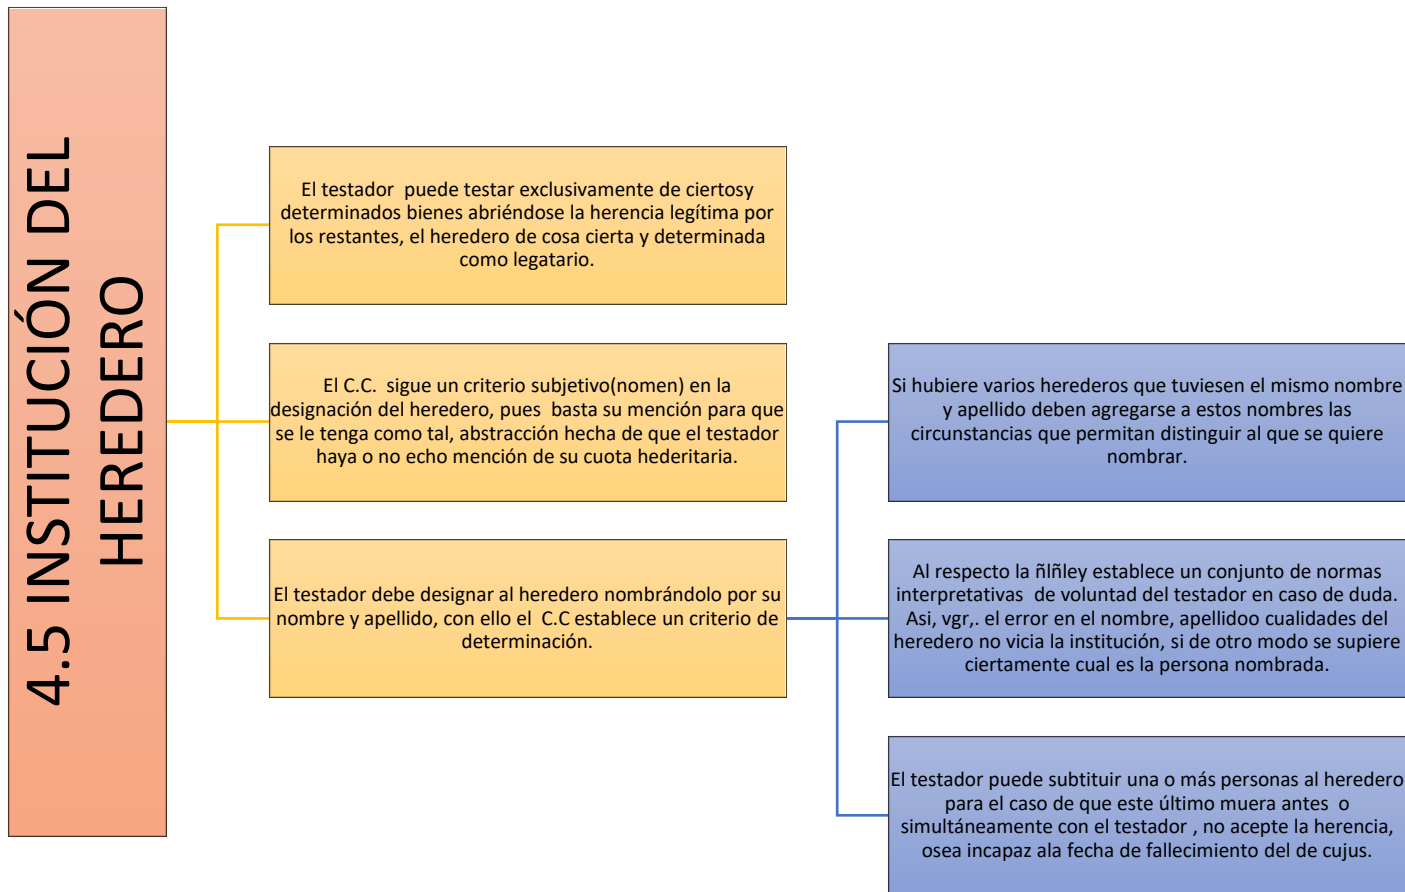 4.5 INSTITUCIÓN DEL
HEREDERO
El testador puede testar exclusivamente de ciertosy
determinados bienes abriéndose la herencia legítima por
los restantes, el heredero de cosa cierta y determinada
como legatario.
El C.C. sigue un criterio subjetivo(nomen) en la
designación del heredero, pues basta su mención para que
se le tenga como tal, abstracción hecha de que el testador
haya o no echo mención de su cuota hederitaria.
El testador debe designar al heredero nombrándolo por su
nombre y apellido, con ello el C.C establece un criterio de
determinación.
Si hubiere varios herederos que tuviesen el mismo nombre
y apellido deben agregarse a estos nombres las
circunstancias que permitan distinguir al que se quiere
nombrar.
Al respecto la ñlñley establece un conjunto de normas
interpretativas de voluntad del testador en caso de duda.
Asi, vgr,. el error en el nombre, apellidoo cualidades del
heredero no vicia la institución, si de otro modo se supiere
ciertamente cual es la persona nombrada.
El testador puede subtituir una o más personas al heredero
para el caso de que este último muera antes o
simultáneamente con el testador , no acepte la herencia,
osea incapaz ala fecha de fallecimiento del de cujus.